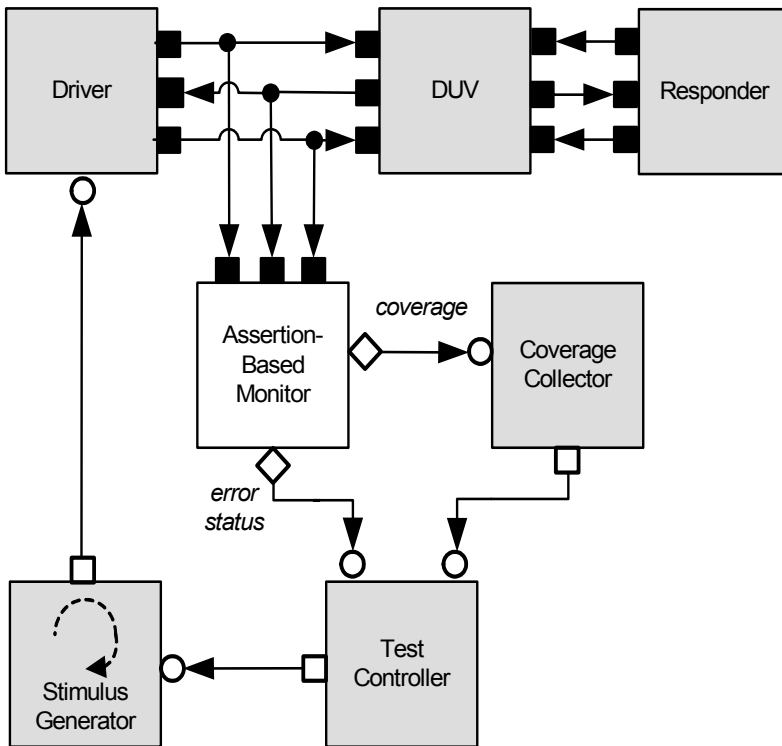 Driver
DUV
Responder
Assertion-
Based
Monitor
coverage
Coverage
Collector
error
status
Stimulus
Generator
Test
Controller